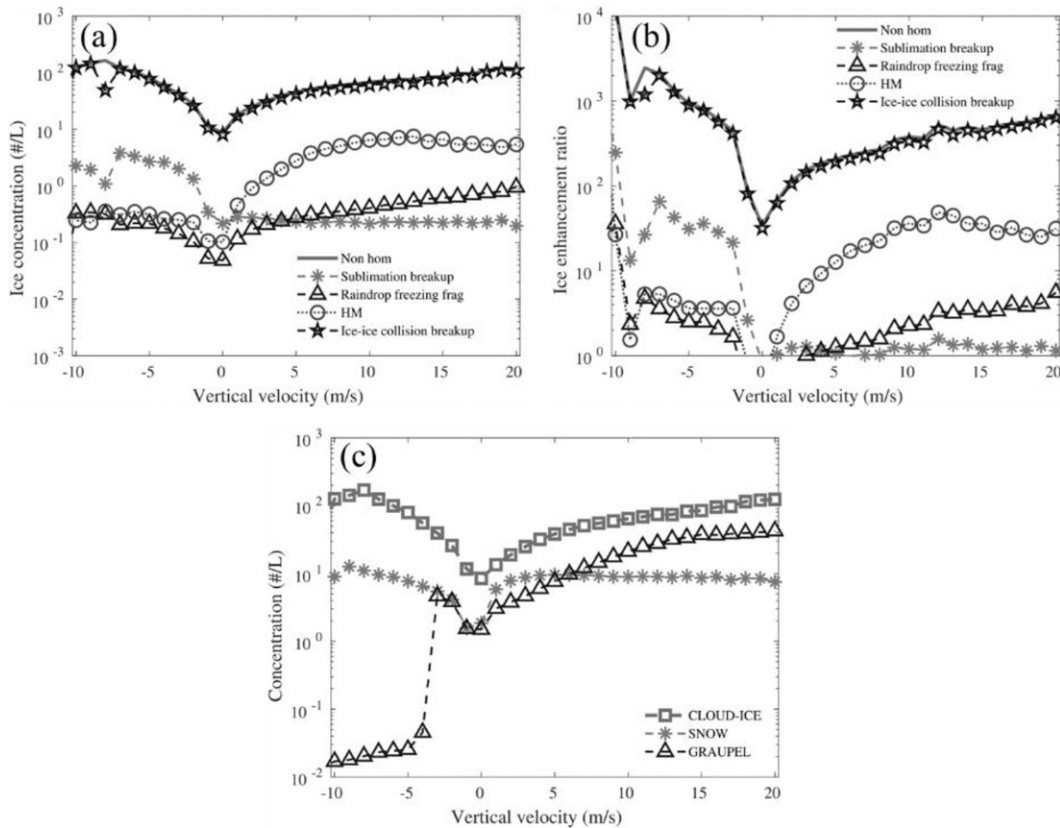 (a)
Ice concentration (#/L)
10 3
10 2
10 1
10 0
10 -1
10 -2
10 -3
Non hom
Sublimation breakup
Raindrop freezing frag
HM
Ice-ice collision breakup
-10 -5 0 5 10 15 20
Vertical velocity (m/s)
(b)
Ice enhancement ratio
10 4
10 3
10 2
10 1
10 0
Non hom
Sublimation breakup
Raindrop freezing frag
HM
Ice-ice collision breakup
-10 -5 0 5 10 15 20
Vertical velocity (m/s)
(c)
Concentration (#/L)
10 3
10 2
10 1
10 0
10 -1
10 -2
CLOUD-ICE
SNOW
GRAUPEL
-10 -5 0 5 10 15 20
Vertical velocity (m/s)